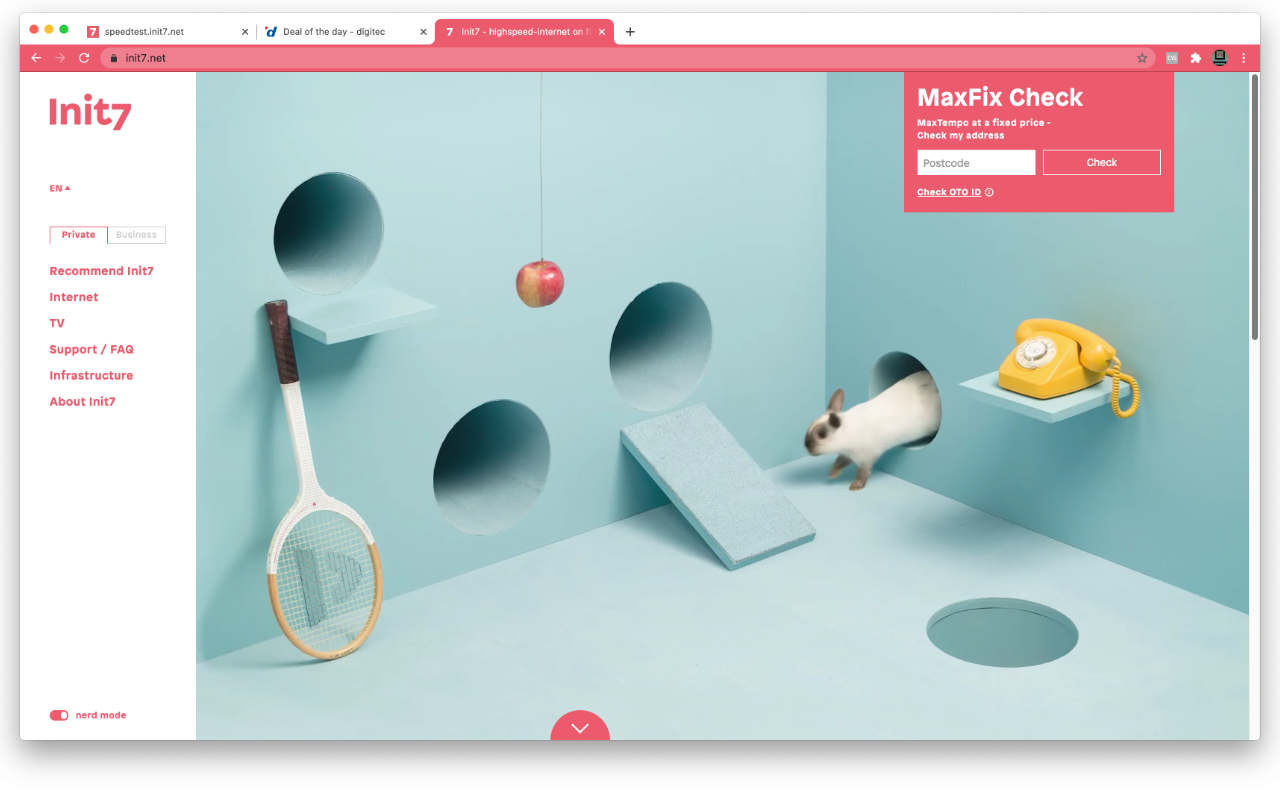 speedtest.init7.net
Deal of the day - digitec
7 Init7 - highspeed-internet on
init7.net
Init7
EN
Private
Business
Recommend Init7
Internet
TV
Support / FAQ
Infrastructure
About Init7
nerd mode
MaxFix Check
MaxTempo at a fixed price -
Check my address
Postcode
Check
Check OTO ID